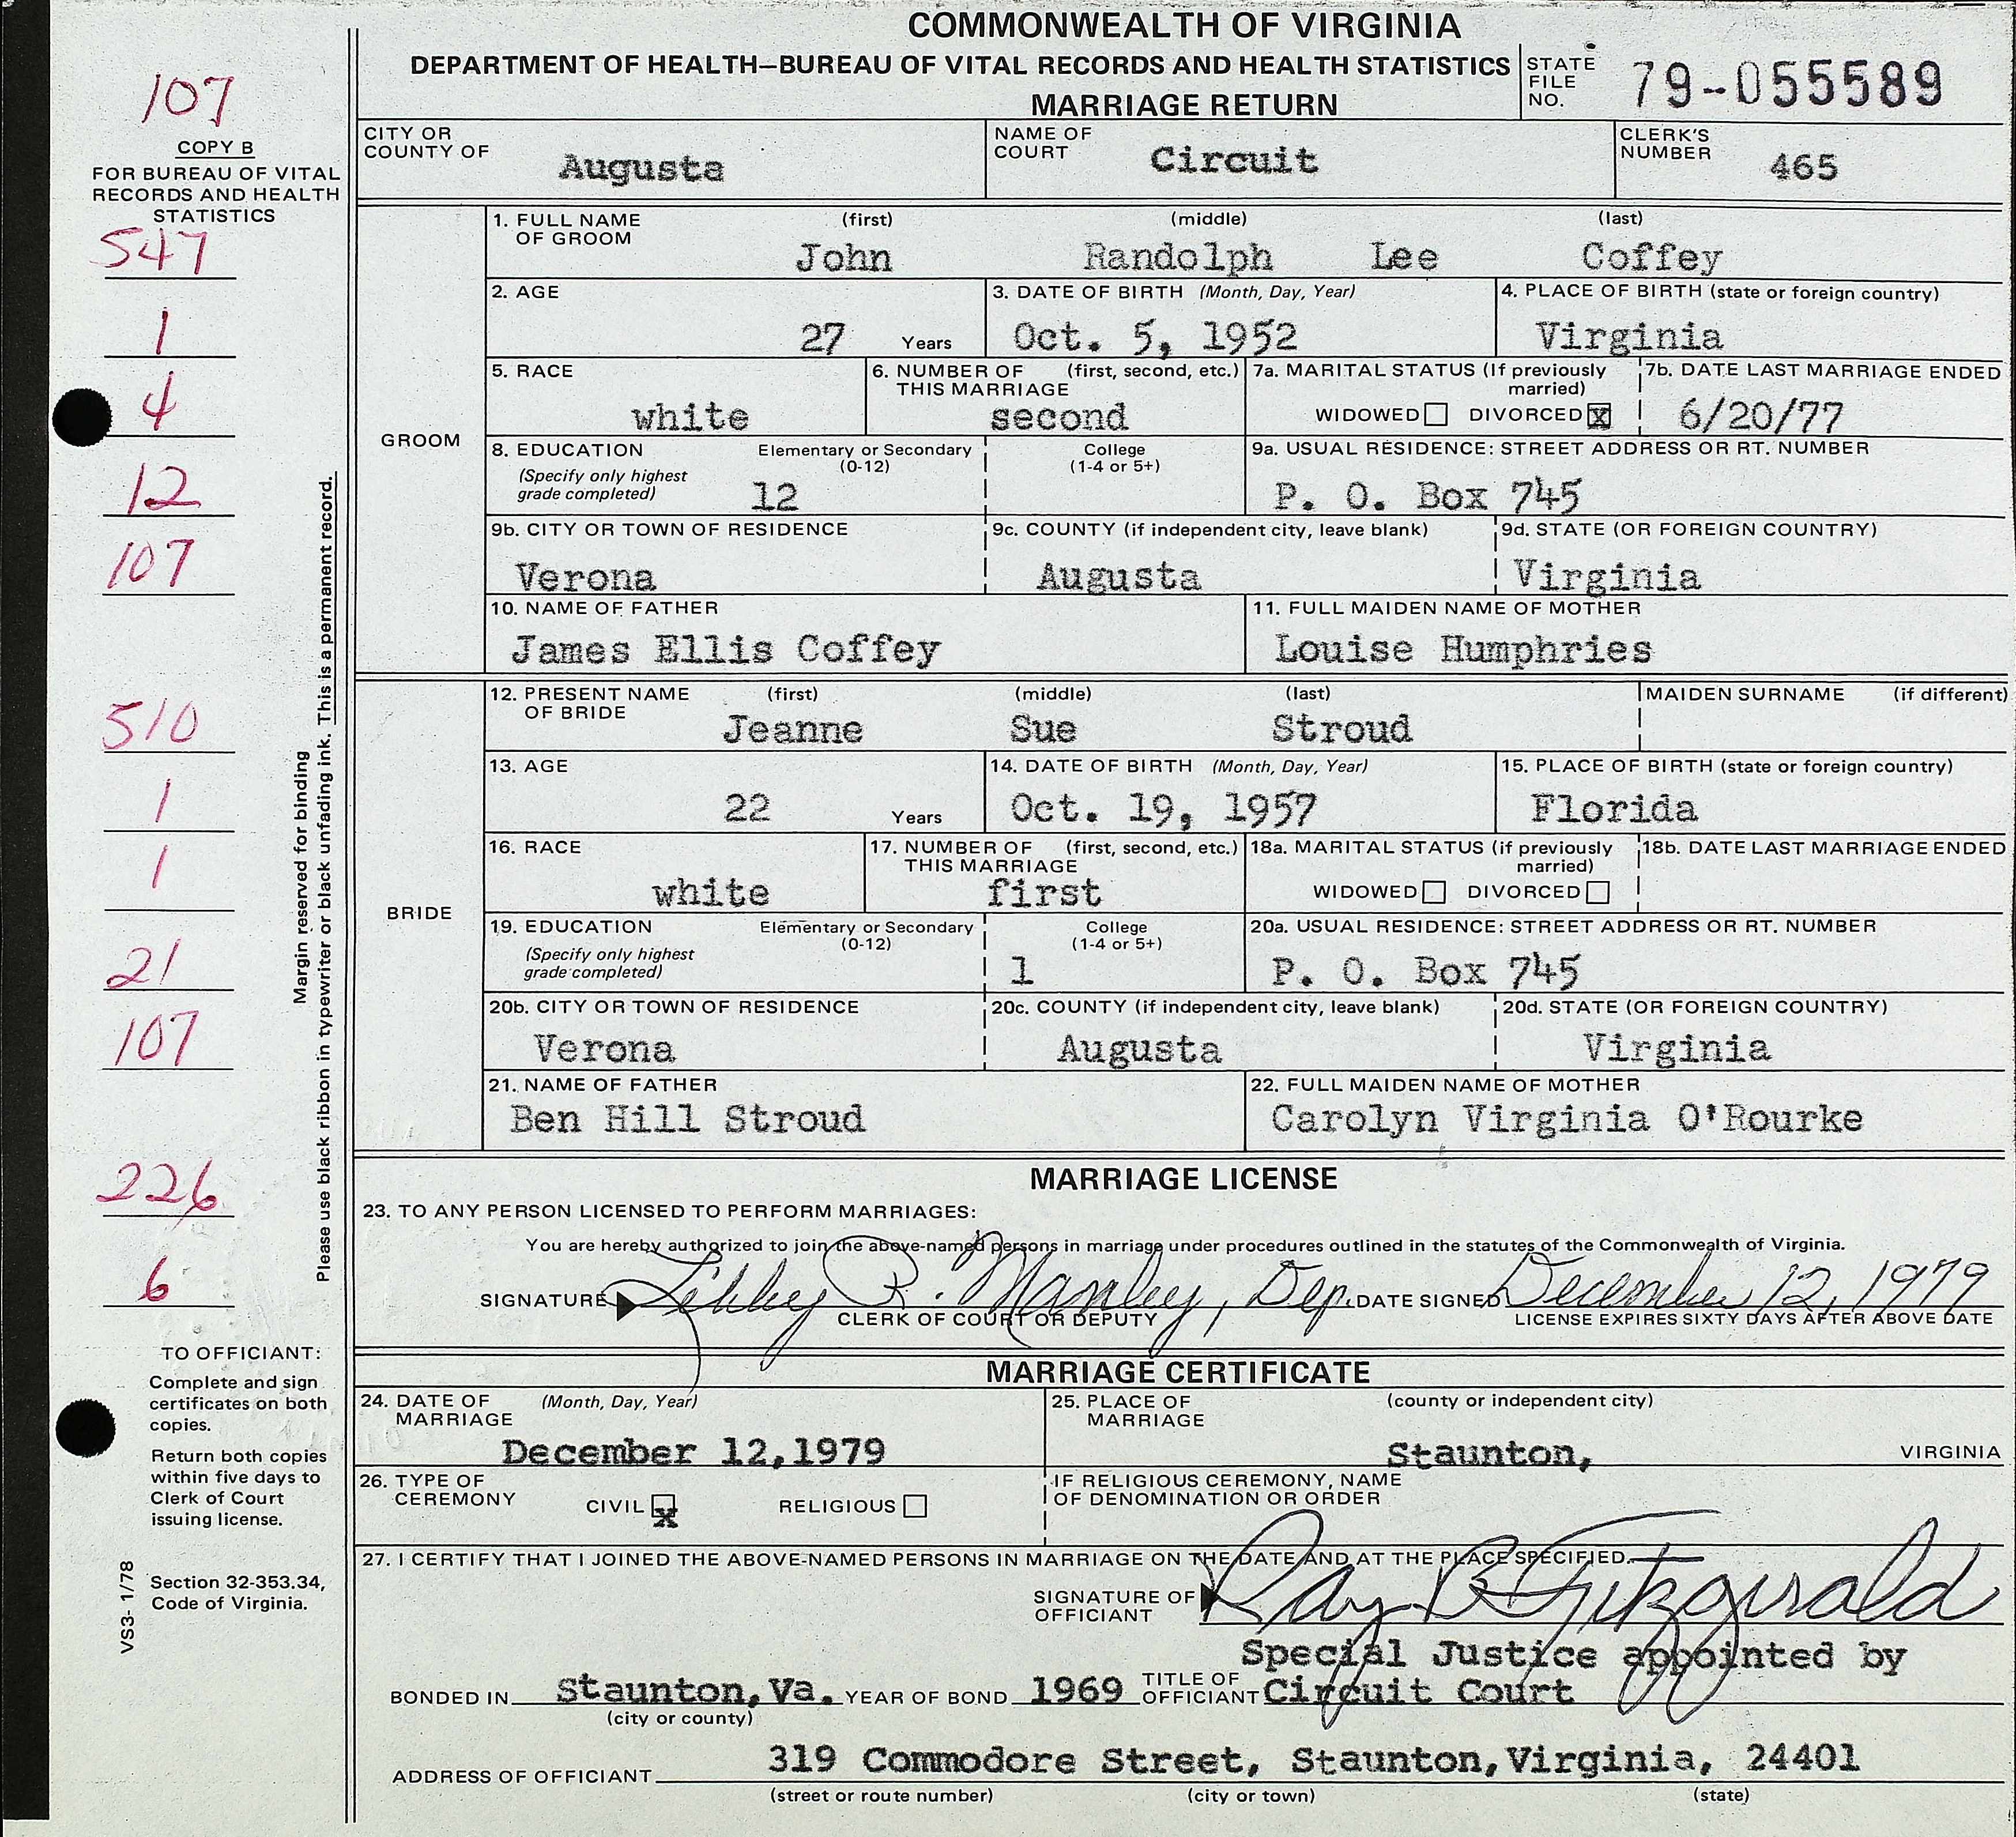 COMMONWEALTH OF VIRGINIA
DEPARTMENT OF HEALTH—BUREAU OF VITAL RECORDS AND HEALTH STATISTICS
MARRIAGE RETURN
STATE FILE NO. 79-055589
107
COPY B
FOR BUREAU OF VITAL
RECORDS AND HEALTH
STATISTICS
547
1
4
12
107
510
1
1
21
107
226
6
Margin reserved for binding
Please use black ribbon in typewriter or black unfading ink. This is a permanent record.
TO OFFICIANT:
Complete and sign
certificates on both
copies.
Return both copies
within five days to
Clerk of Court
issuing license.
Section 32-353.34,
Code of Virginia.
VS3- 1/78
CITY OR COUNTY OF Augusta
NAME OF COURT Circuit
CLERK'S NUMBER 465
GROOM
1. FULL NAME OF GROOM (first) (middle) (last)
John Randolph Lee Coffey
2. AGE 27 Years
3. DATE OF BIRTH (Month, Day, Year) Oct. 5, 1952
4. PLACE OF BIRTH (state or foreign country) Virginia
5. RACE white
6. NUMBER OF THIS MARRIAGE (first, second, etc.) second
7a. MARITAL STATUS (If previously married) WIDOWED DIVORCED X
7b. DATE LAST MARRIAGE ENDED 6/20/77
8. EDUCATION (Specify only highest grade completed) Elementary or Secondary (0-12) 12 College (1-4 or 5+)
9a. USUAL RESIDENCE: STREET ADDRESS OR RT. NUMBER P. O. Box 745
9b. CITY OR TOWN OF RESIDENCE Verona
9c. COUNTY (if independent city, leave blank) Augusta
9d. STATE (OR FOREIGN COUNTRY) Virginia
10. NAME OF FATHER James Ellis Coffey
11. FULL MAIDEN NAME OF MOTHER Louise Humphries
BRIDE
12. PRESENT NAME OF BRIDE (first) (middle) (last) MAIDEN SURNAME (if different)
Jeanne Sue Stroud
13. AGE 22 Years
14. DATE OF BIRTH (Month, Day, Year) Oct. 19, 1957
15. PLACE OF BIRTH (state or foreign country) Florida
16. RACE white
17. NUMBER OF THIS MARRIAGE (first, second, etc.) first
18a. MARITAL STATUS (if previously married) WIDOWED DIVORCED
18b. DATE LAST MARRIAGE ENDED
19. EDUCATION (Specify only highest grade completed) Elementary or Secondary (0-12) College (1-4 or 5+) 1
20a. USUAL RESIDENCE: STREET ADDRESS OR RT. NUMBER P. O. Box 745
20b. CITY OR TOWN OF RESIDENCE Verona
20c. COUNTY (if independent city, leave blank) Augusta
20d. STATE (OR FOREIGN COUNTRY) Virginia
21. NAME OF FATHER Ben Hill Stroud
22. FULL MAIDEN NAME OF MOTHER Carolyn Virginia O'Rourke
MARRIAGE LICENSE
23. TO ANY PERSON LICENSED TO PERFORM MARRIAGES:
You are hereby authorized to join the above-named persons in marriage under procedures outlined in the statutes of the Commonwealth of Virginia.
SIGNATURE Libby R. Manley, Dep. DATE SIGNED December 12, 1979
CLERK OF COURT OR DEPUTY LICENSE EXPIRES SIXTY DAYS AFTER ABOVE DATE
MARRIAGE CERTIFICATE
24. DATE OF MARRIAGE (Month, Day, Year) December 12,1979
25. PLACE OF MARRIAGE (county or independent city) Staunton, VIRGINIA
26. TYPE OF CEREMONY CIVIL X RELIGIOUS
IF RELIGIOUS CEREMONY, NAME OF DENOMINATION OR ORDER
27. I CERTIFY THAT I JOINED THE ABOVE-NAMED PERSONS IN MARRIAGE ON THE DATE AND AT THE PLACE SPECIFIED.
SIGNATURE OF OFFICIANT Ray B Fitzgerald
Special Justice appointed by
BONDED IN Staunton, Va. YEAR OF BOND 1969 TITLE OF OFFICIANT Circuit Court
(city or county)
ADDRESS OF OFFICIANT 319 Commodore Street, Staunton, Virginia, 24401
(street or route number) (city or town) (state)